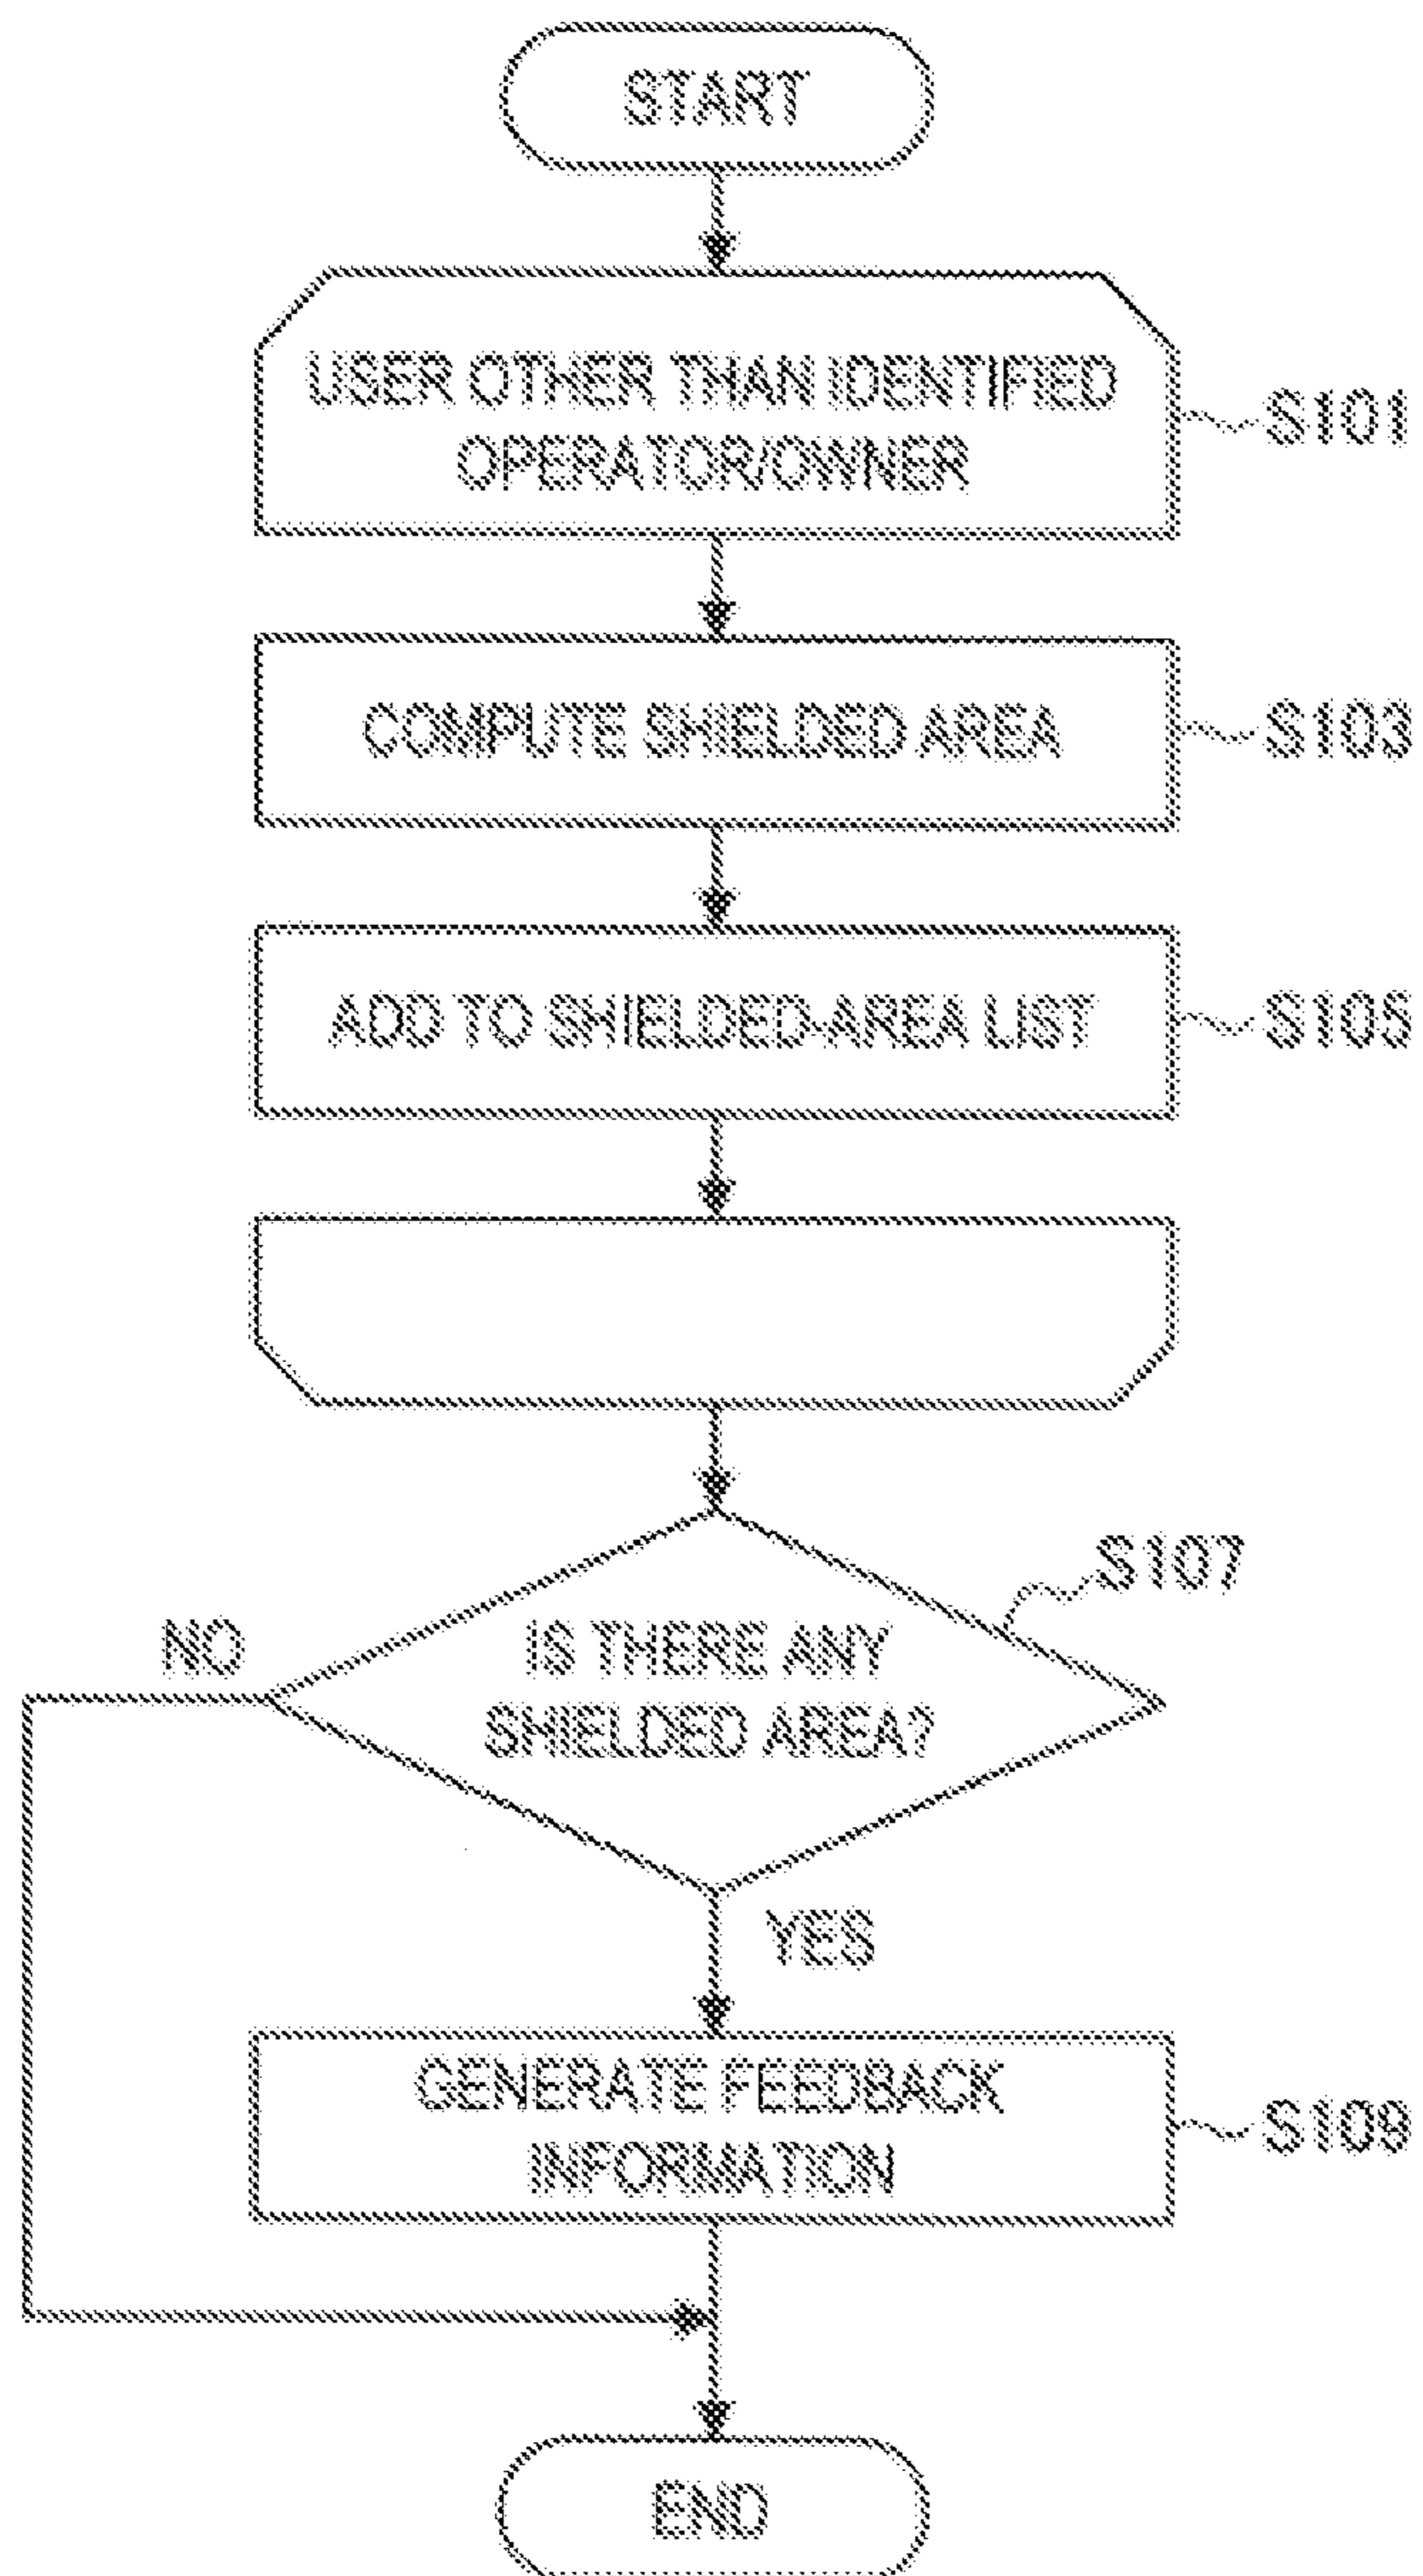 START
USER OTHER THAN IDENTIFIED
OPERATOR/OWNER
S101
COMPUTE SHIELDED AREA
S103
ADD TO SHIELDED-AREA LIST
S105
S107
NO
IS THERE ANY
SHIELDED AREA?
YES
GENERATE FEEDBACK
INFORMATION
S109
END